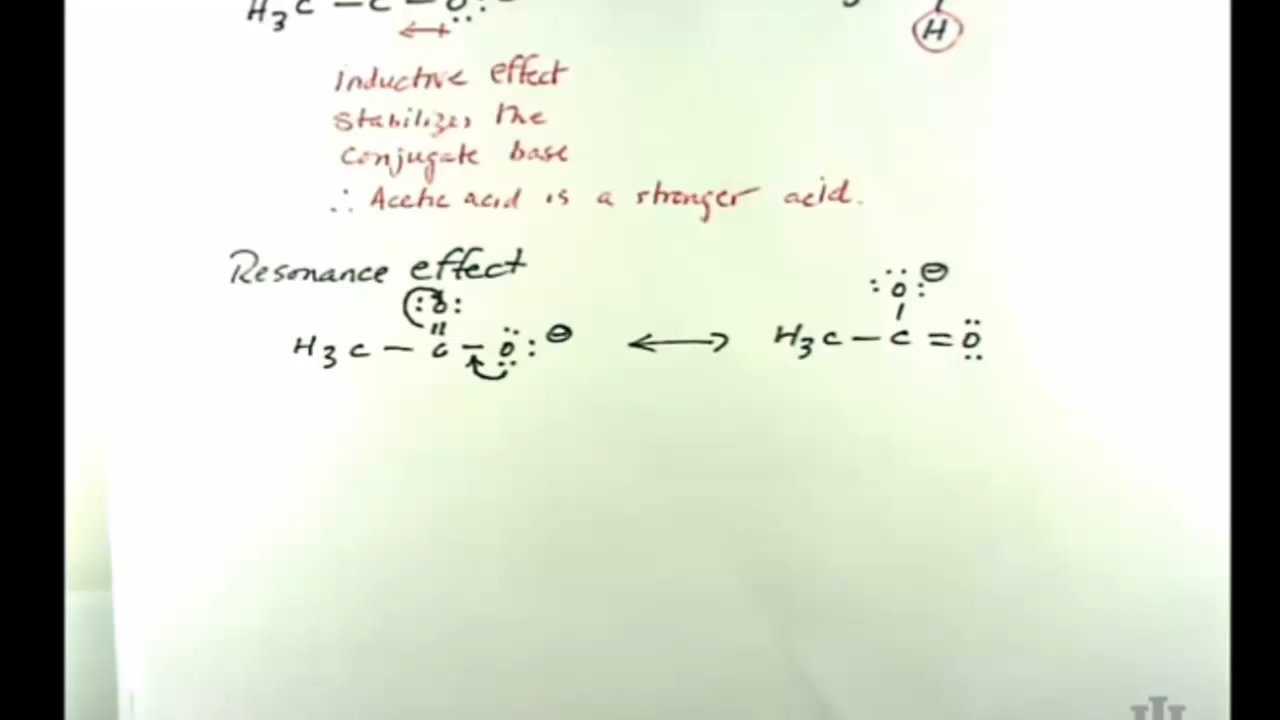 H3C – C – Ö: 
H
Inductive effect
stabilizes the
conjugate base
∴ Acetic acid is a stronger acid.
Resonance effect
:O: :O: ⊖
H3C – C – O: ⊖ ⟷ H3C – C = O